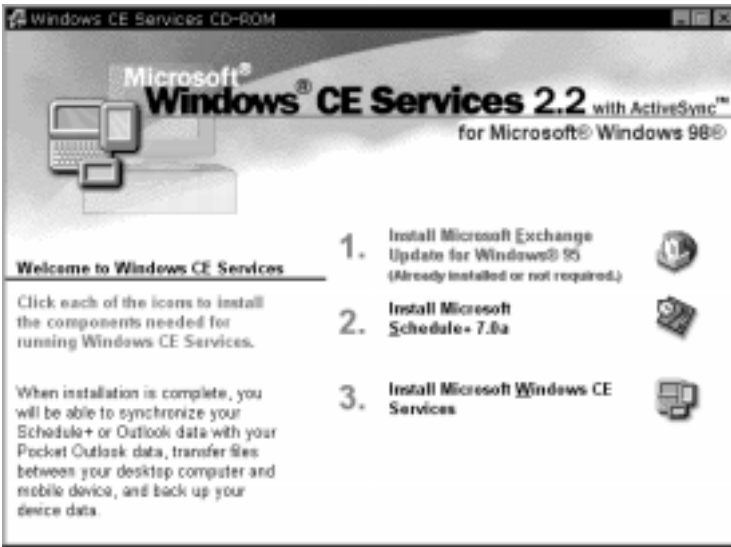 Windows CE Services CD-ROM
Microsoft®
Windows® CE Services 2.2 with ActiveSync™
for Microsoft® Windows 98®
Welcome to Windows CE Services
Click each of the icons to install
the components needed for
running Windows CE Services.
When installation is complete, you
will be able to synchronize your
Schedule+ or Outlook data with your
Pocket Outlook data, transfer files
between your desktop computer and
mobile device, and back up your
device data.
1. Install Microsoft Exchange
Update for Windows® 95
(Already installed or not required.)
2. Install Microsoft
Schedule+ 7.0a
3. Install Microsoft Windows CE
Services